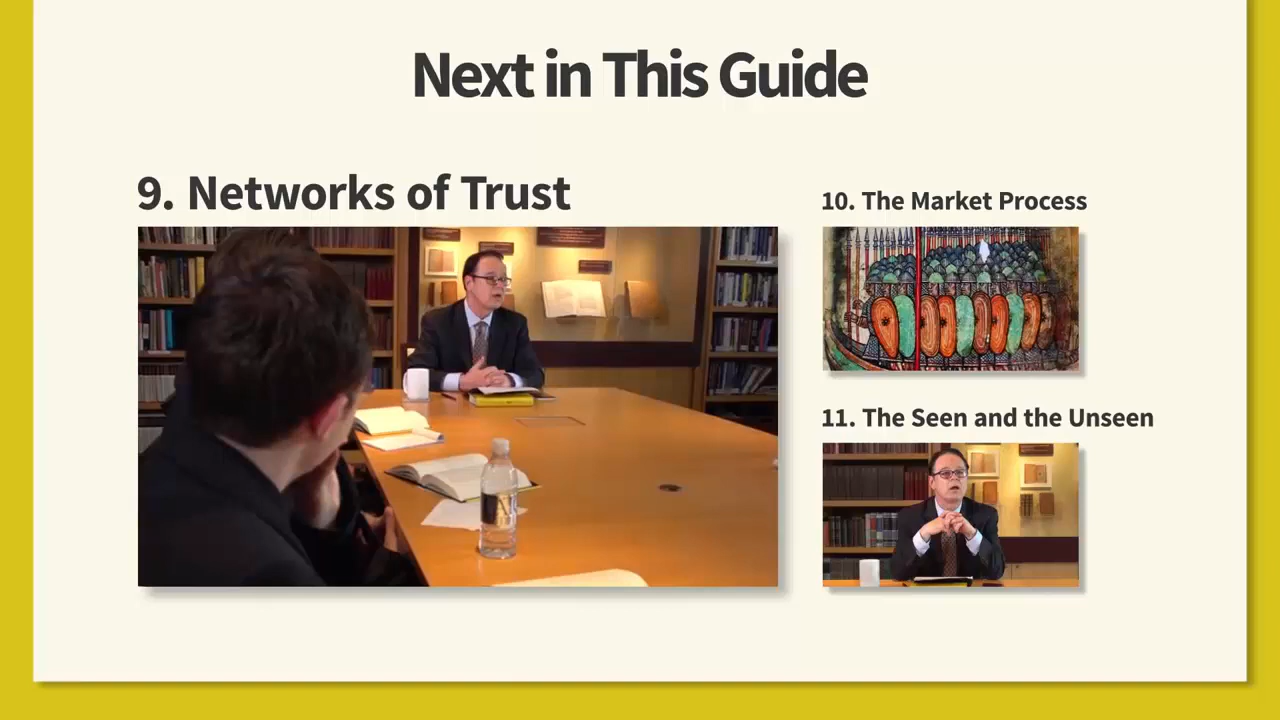 Next in This Guide
9. Networks of Trust
10. The Market Process
11. The Seen and the Unseen